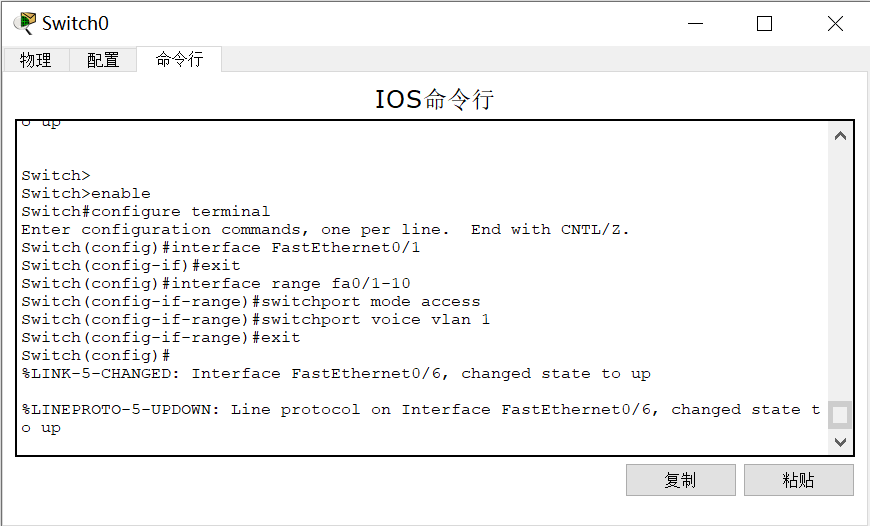 Switch0
物理 配置 命令行
IOS命令行
o up
Switch>
Switch>enable
Switch#configure terminal
Enter configuration commands, one per line.  End with CNTL/Z.
Switch(config)#interface FastEthernet0/1
Switch(config-if)#exit
Switch(config)#interface range fa0/1-10
Switch(config-if-range)#switchport mode access
Switch(config-if-range)#switchport voice vlan 1
Switch(config-if-range)#exit
Switch(config)#
%LINK-5-CHANGED: Interface FastEthernet0/6, changed state to up
%LINEPROTO-5-UPDOWN: Line protocol on Interface FastEthernet0/6, changed state t
o up
复制 粘贴